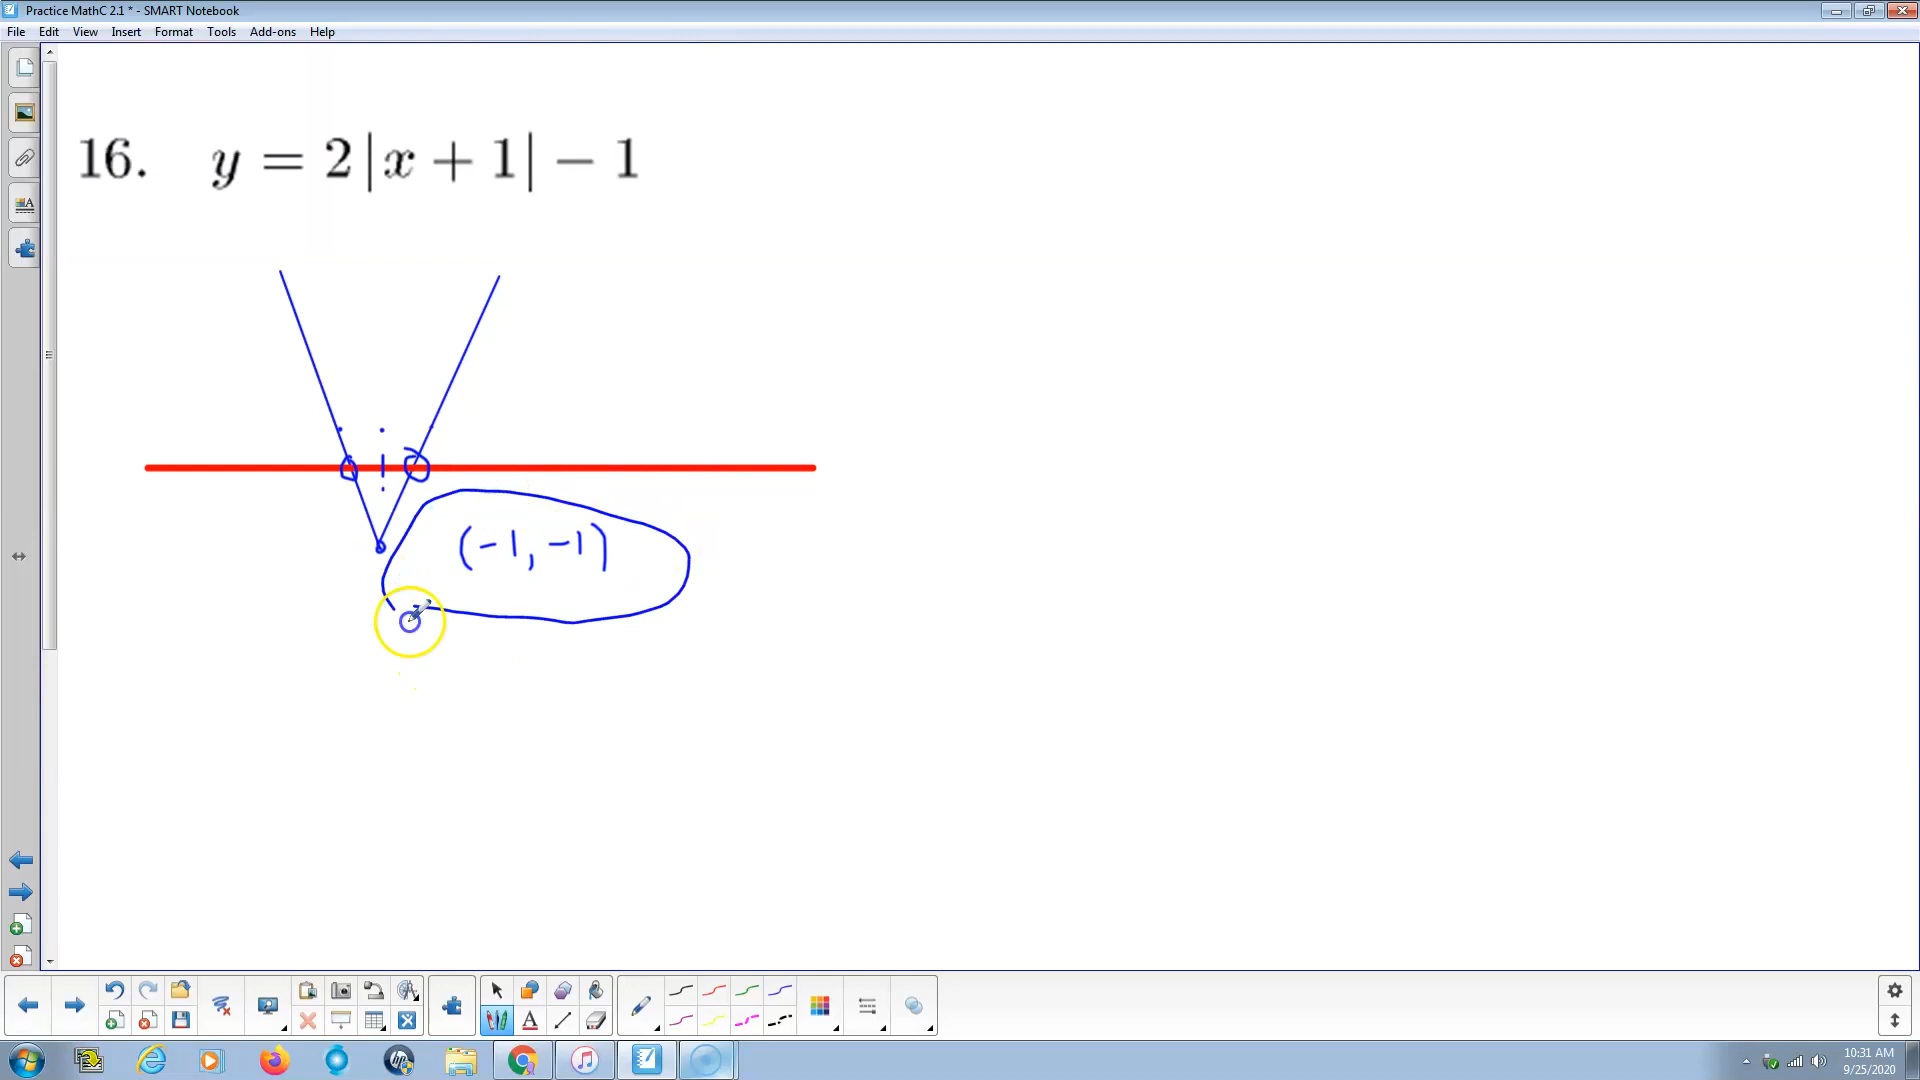 Practice MathC 2.1 * - SMART Notebook
File Edit View Insert Format Tools Add-ons Help
16. y = 2|x + 1| − 1
(-1, -1)
10:31 AM
9/25/2020